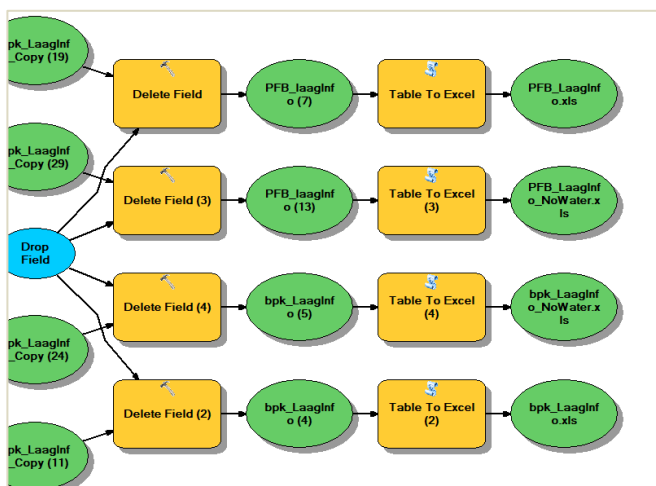 bpk_LaagInf
_Copy (19)
Delete Field
PFB_laagInf
o (7)
Table To Excel
PFB_LaagInf
o.xls
bpk_LaagInf
_Copy (29)
Delete Field (3)
PFB_laagInf
o (13)
Table To Excel
(3)
PFB_LaagInf
o_NoWater.x
ls
Drop
Field
Delete Field (4)
bpk_LaagInf
o (5)
Table To Excel
(4)
bpk_LaagInf
o_NoWater.x
ls
bpk_LaagInf
_Copy (24)
Delete Field (2)
bpk_LaagInf
o (4)
Table To Excel
(2)
bpk_LaagInf
o.xls
bpk_LaagInf
_Copy (11)